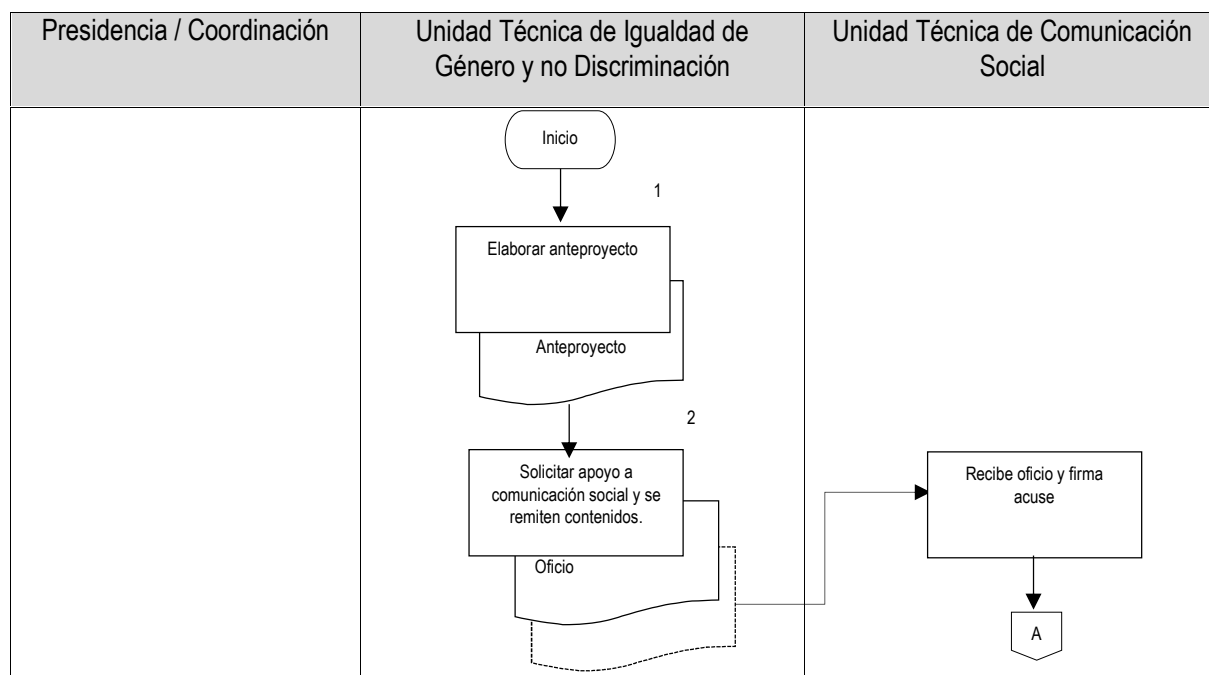 Presidencia / Coordinación
Unidad Técnica de Igualdad de
Género y no Discriminación
Unidad Técnica de Comunicación
Social
Inicio
1
Elaborar anteproyecto
Anteproyecto
2
Solicitar apoyo a
comunicación social y se
remiten contenidos.
Oficio
Recibe oficio y firma
acuse
A